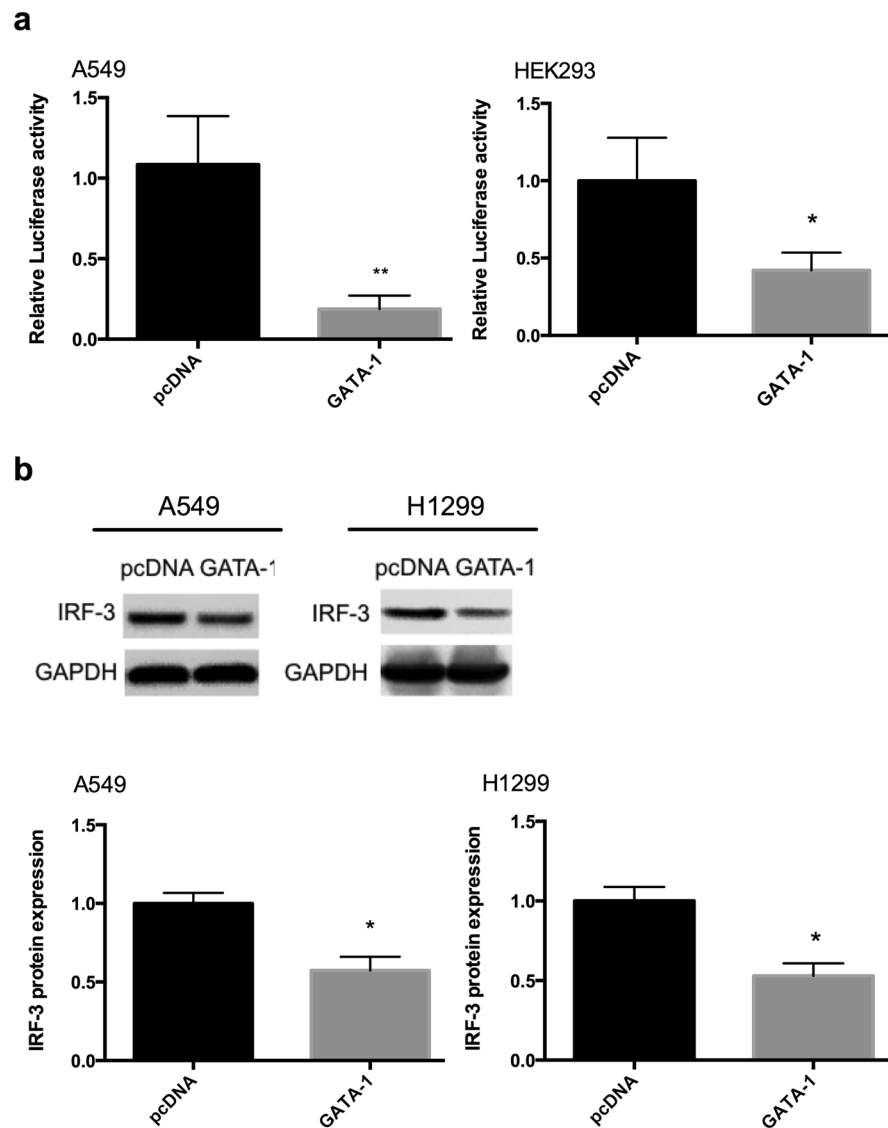 a
A549
HEK293
Relative Luciferase activity
1.5
1.0
0.5
0.0
**
pcDNA
GATA-1
Relative Luciferase activity
1.5
1.0
0.5
0.0
*
pcDNA
GATA-1
b
A549
H1299
pcDNA GATA-1
pcDNA GATA-1
IRF-3
IRF-3
GAPDH
GAPDH
A549
H1299
IRF-3 protein expression
1.5
1.0
0.5
0.0
*
pcDNA
GATA-1
IRF-3 protein expression
1.5
1.0
0.5
0.0
*
pcDNA
GATA-1